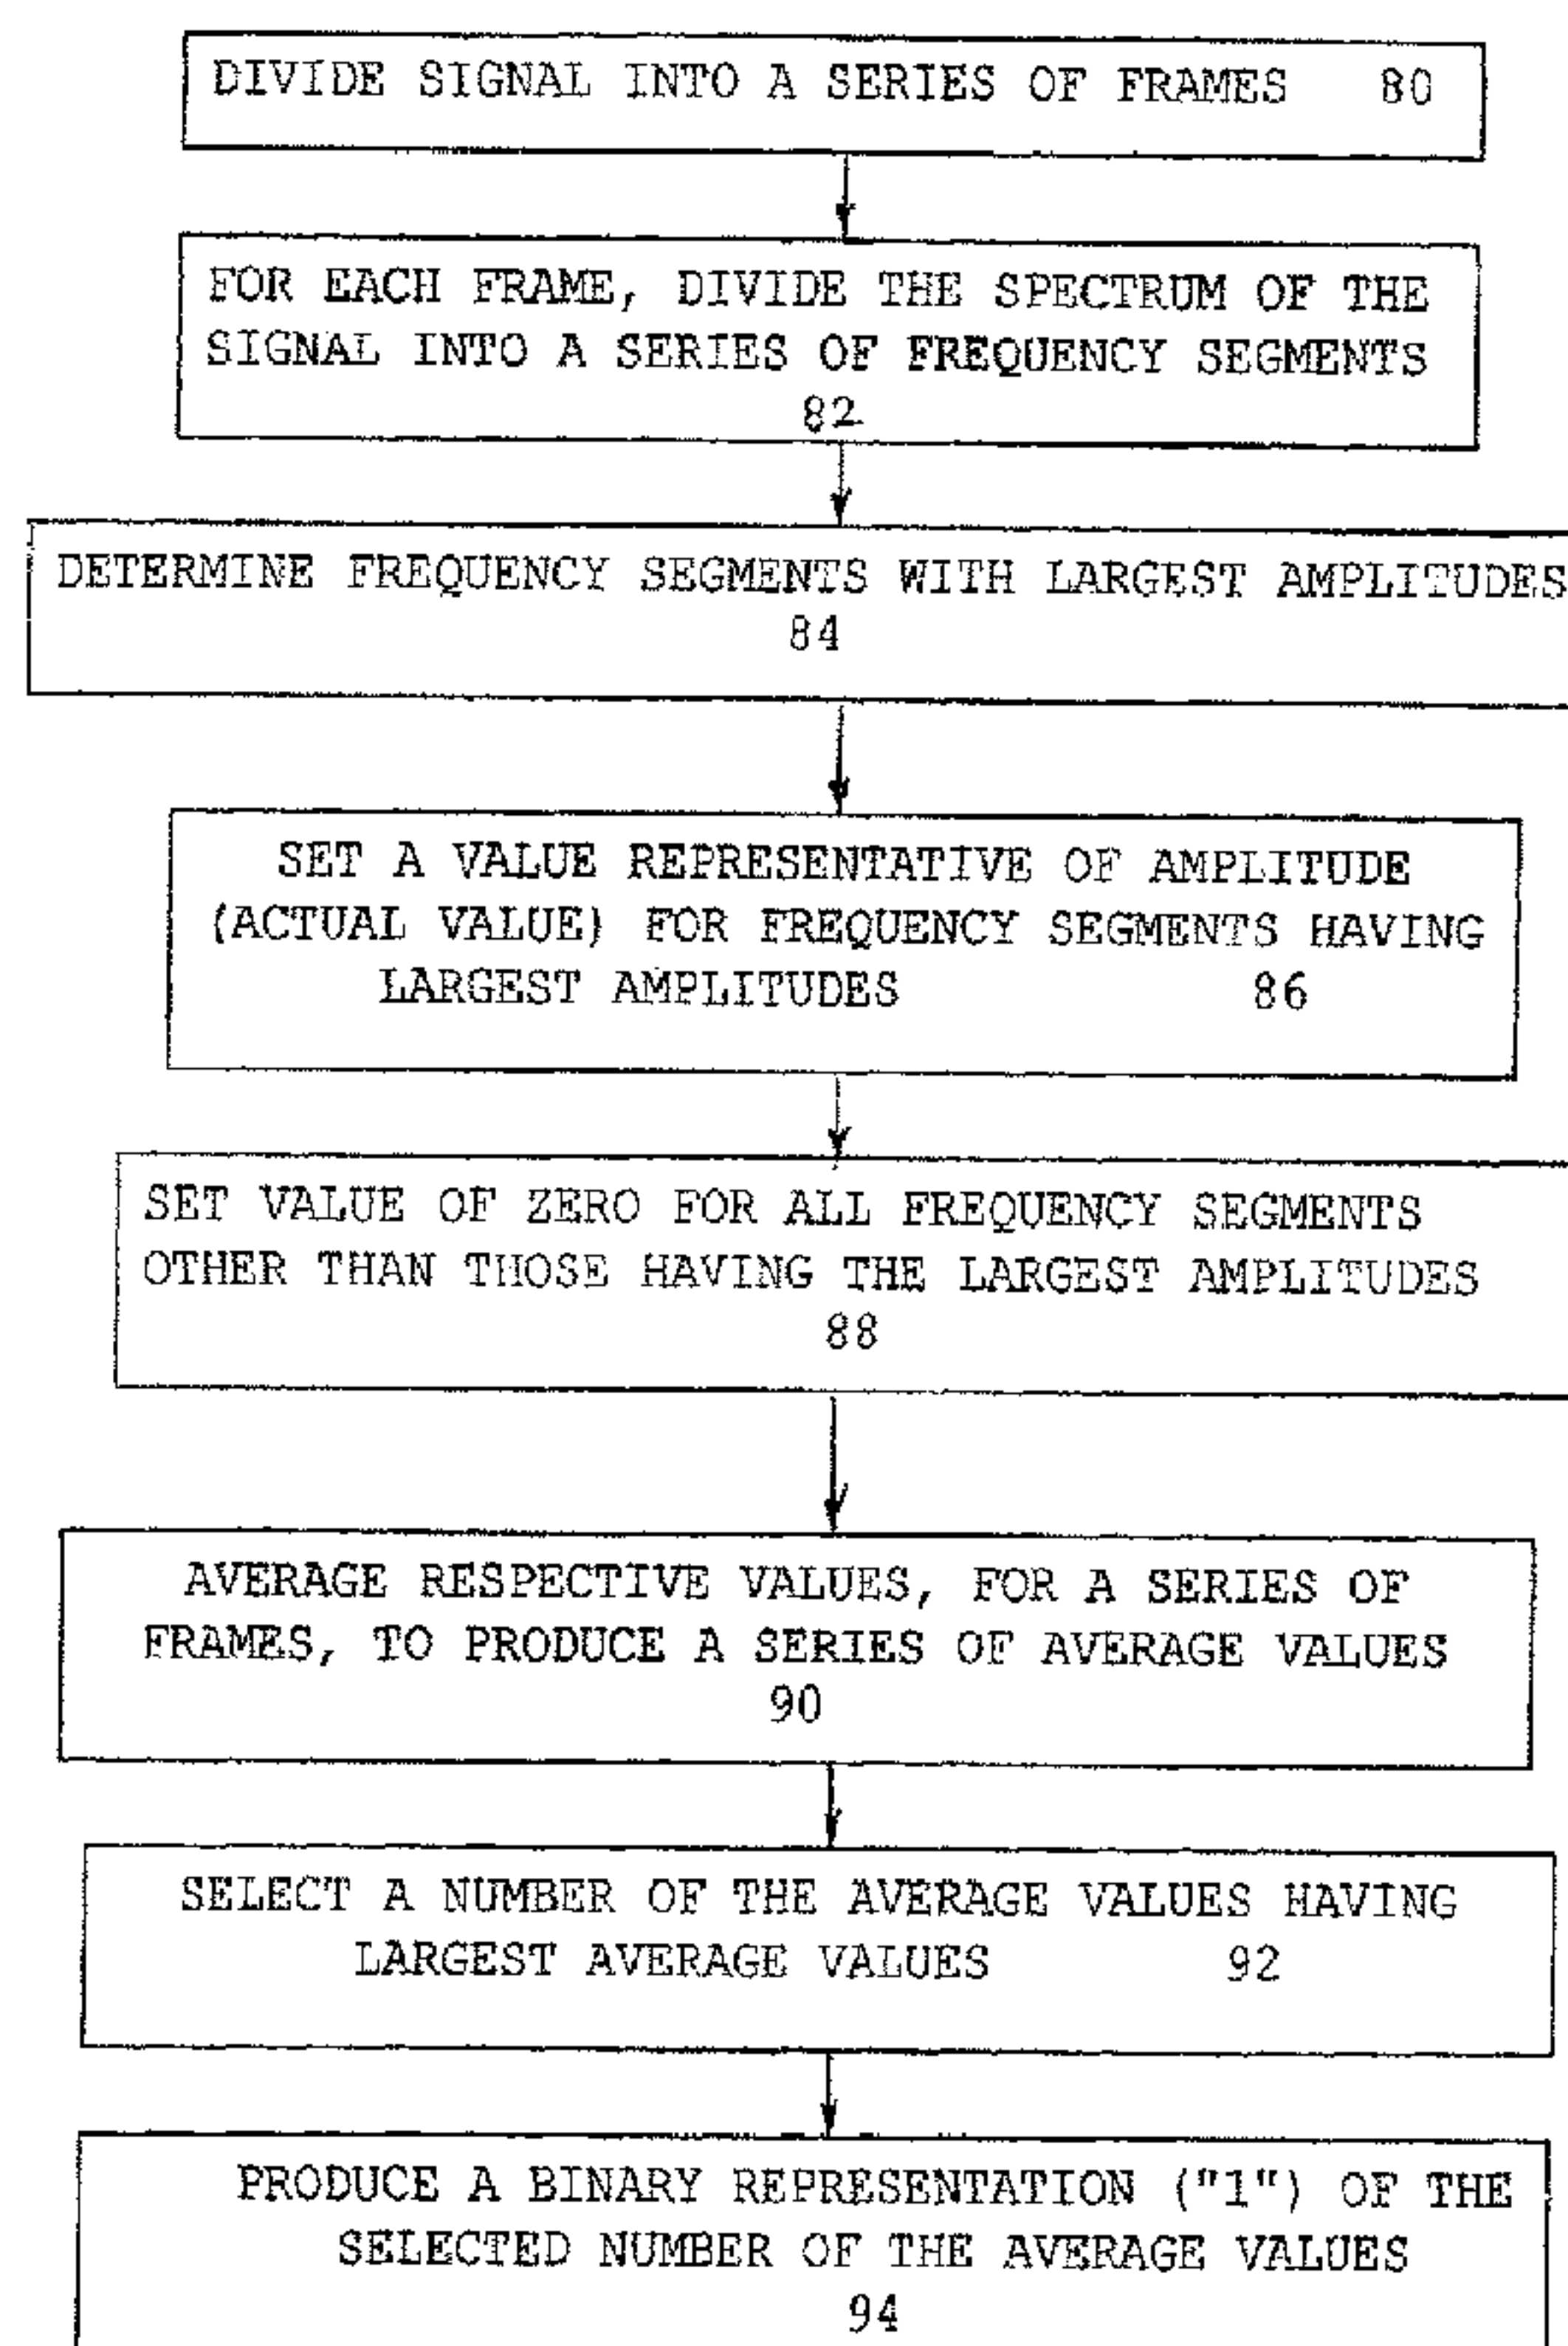 DIVIDE SIGNAL INTO A SERIES OF FRAMES 80
FOR EACH FRAME, DIVIDE THE SPECTRUM OF THE
SIGNAL INTO A SERIES OF FREQUENCY SEGMENTS
82
DETERMINE FREQUENCY SEGMENTS WITH LARGEST AMPLITUDES
84
SET A VALUE REPRESENTATIVE OF AMPLITUDE
(ACTUAL VALUE) FOR FREQUENCY SEGMENTS HAVING
LARGEST AMPLITUDES 86
SET VALUE OF ZERO FOR ALL FREQUENCY SEGMENTS
OTHER THAN THOSE HAVING THE LARGEST AMPLITUDES
88
AVERAGE RESPECTIVE VALUES, FOR A SERIES OF
FRAMES, TO PRODUCE A SERIES OF AVERAGE VALUES
90
SELECT A NUMBER OF THE AVERAGE VALUES HAVING
LARGEST AVERAGE VALUES 92
PRODUCE A BINARY REPRESENTATION ("1") OF THE
SELECTED NUMBER OF THE AVERAGE VALUES
94